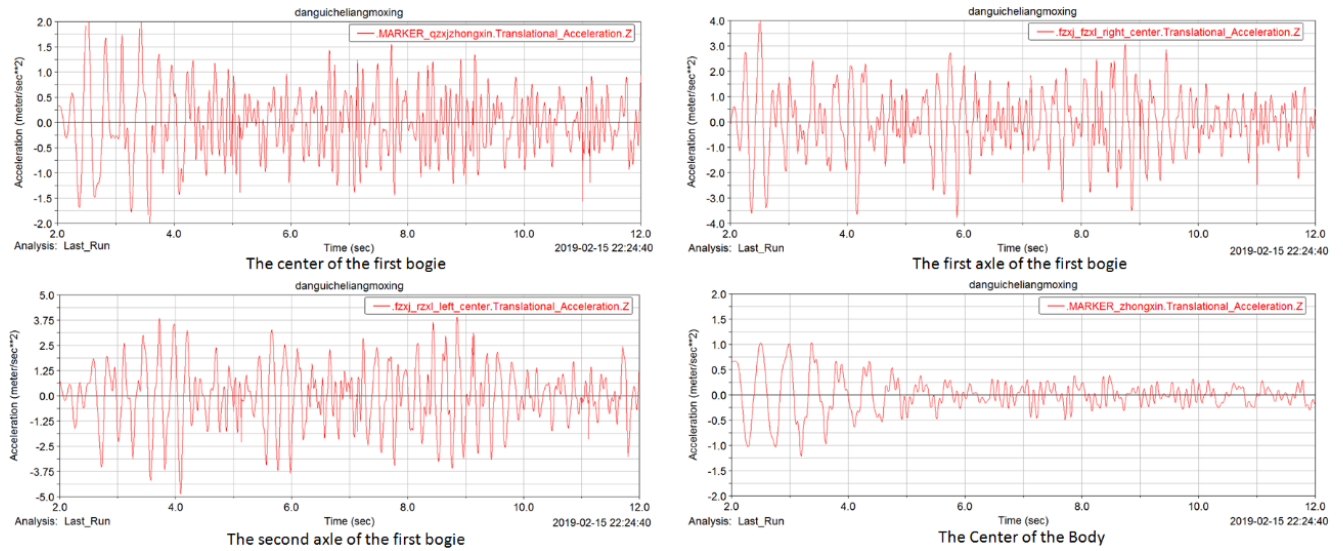 danguicheliangmoxing
.MARKER_qzxjzhongxin.Translational_Acceleration.Z
Acceleration (meter/sec**2)
2.0
1.5
1.0
0.5
0.0
-0.5
-1.0
-1.5
-2.0
2.0 4.0 6.0 8.0 10.0 12.0
Analysis: Last_Run Time (sec) 2019-02-15 22:24:40
The center of the first bogie
danguicheliangmoxing
.fzxj_fzxl_right_center.Translational_Acceleration.Z
Acceleration (meter/sec**2)
4.0
3.0
2.0
1.0
0.0
-1.0
-2.0
-3.0
-4.0
2.0 4.0 6.0 8.0 10.0 12.0
Analysis: Last_Run Time (sec) 2019-02-15 22:24:40
The first axle of the first bogie
danguicheliangmoxing
.fzxj_rzxl_left_center.Translational_Acceleration.Z
Acceleration (meter/sec**2)
5.0
3.75
2.5
1.25
0.0
-1.25
-2.5
-3.75
-5.0
2.0 4.0 6.0 8.0 10.0 12.0
Analysis: Last_Run Time (sec) 2019-02-15 22:24:40
The second axle of the first bogie
danguicheliangmoxing
.MARKER_zhongxin.Translational_Acceleration.Z
Acceleration (meter/sec**2)
2.0
1.5
1.0
0.5
0.0
-0.5
-1.0
-1.5
-2.0
2.0 4.0 6.0 8.0 10.0 12.0
Analysis: Last_Run Time (sec) 2019-02-15 22:24:40
The Center of the Body